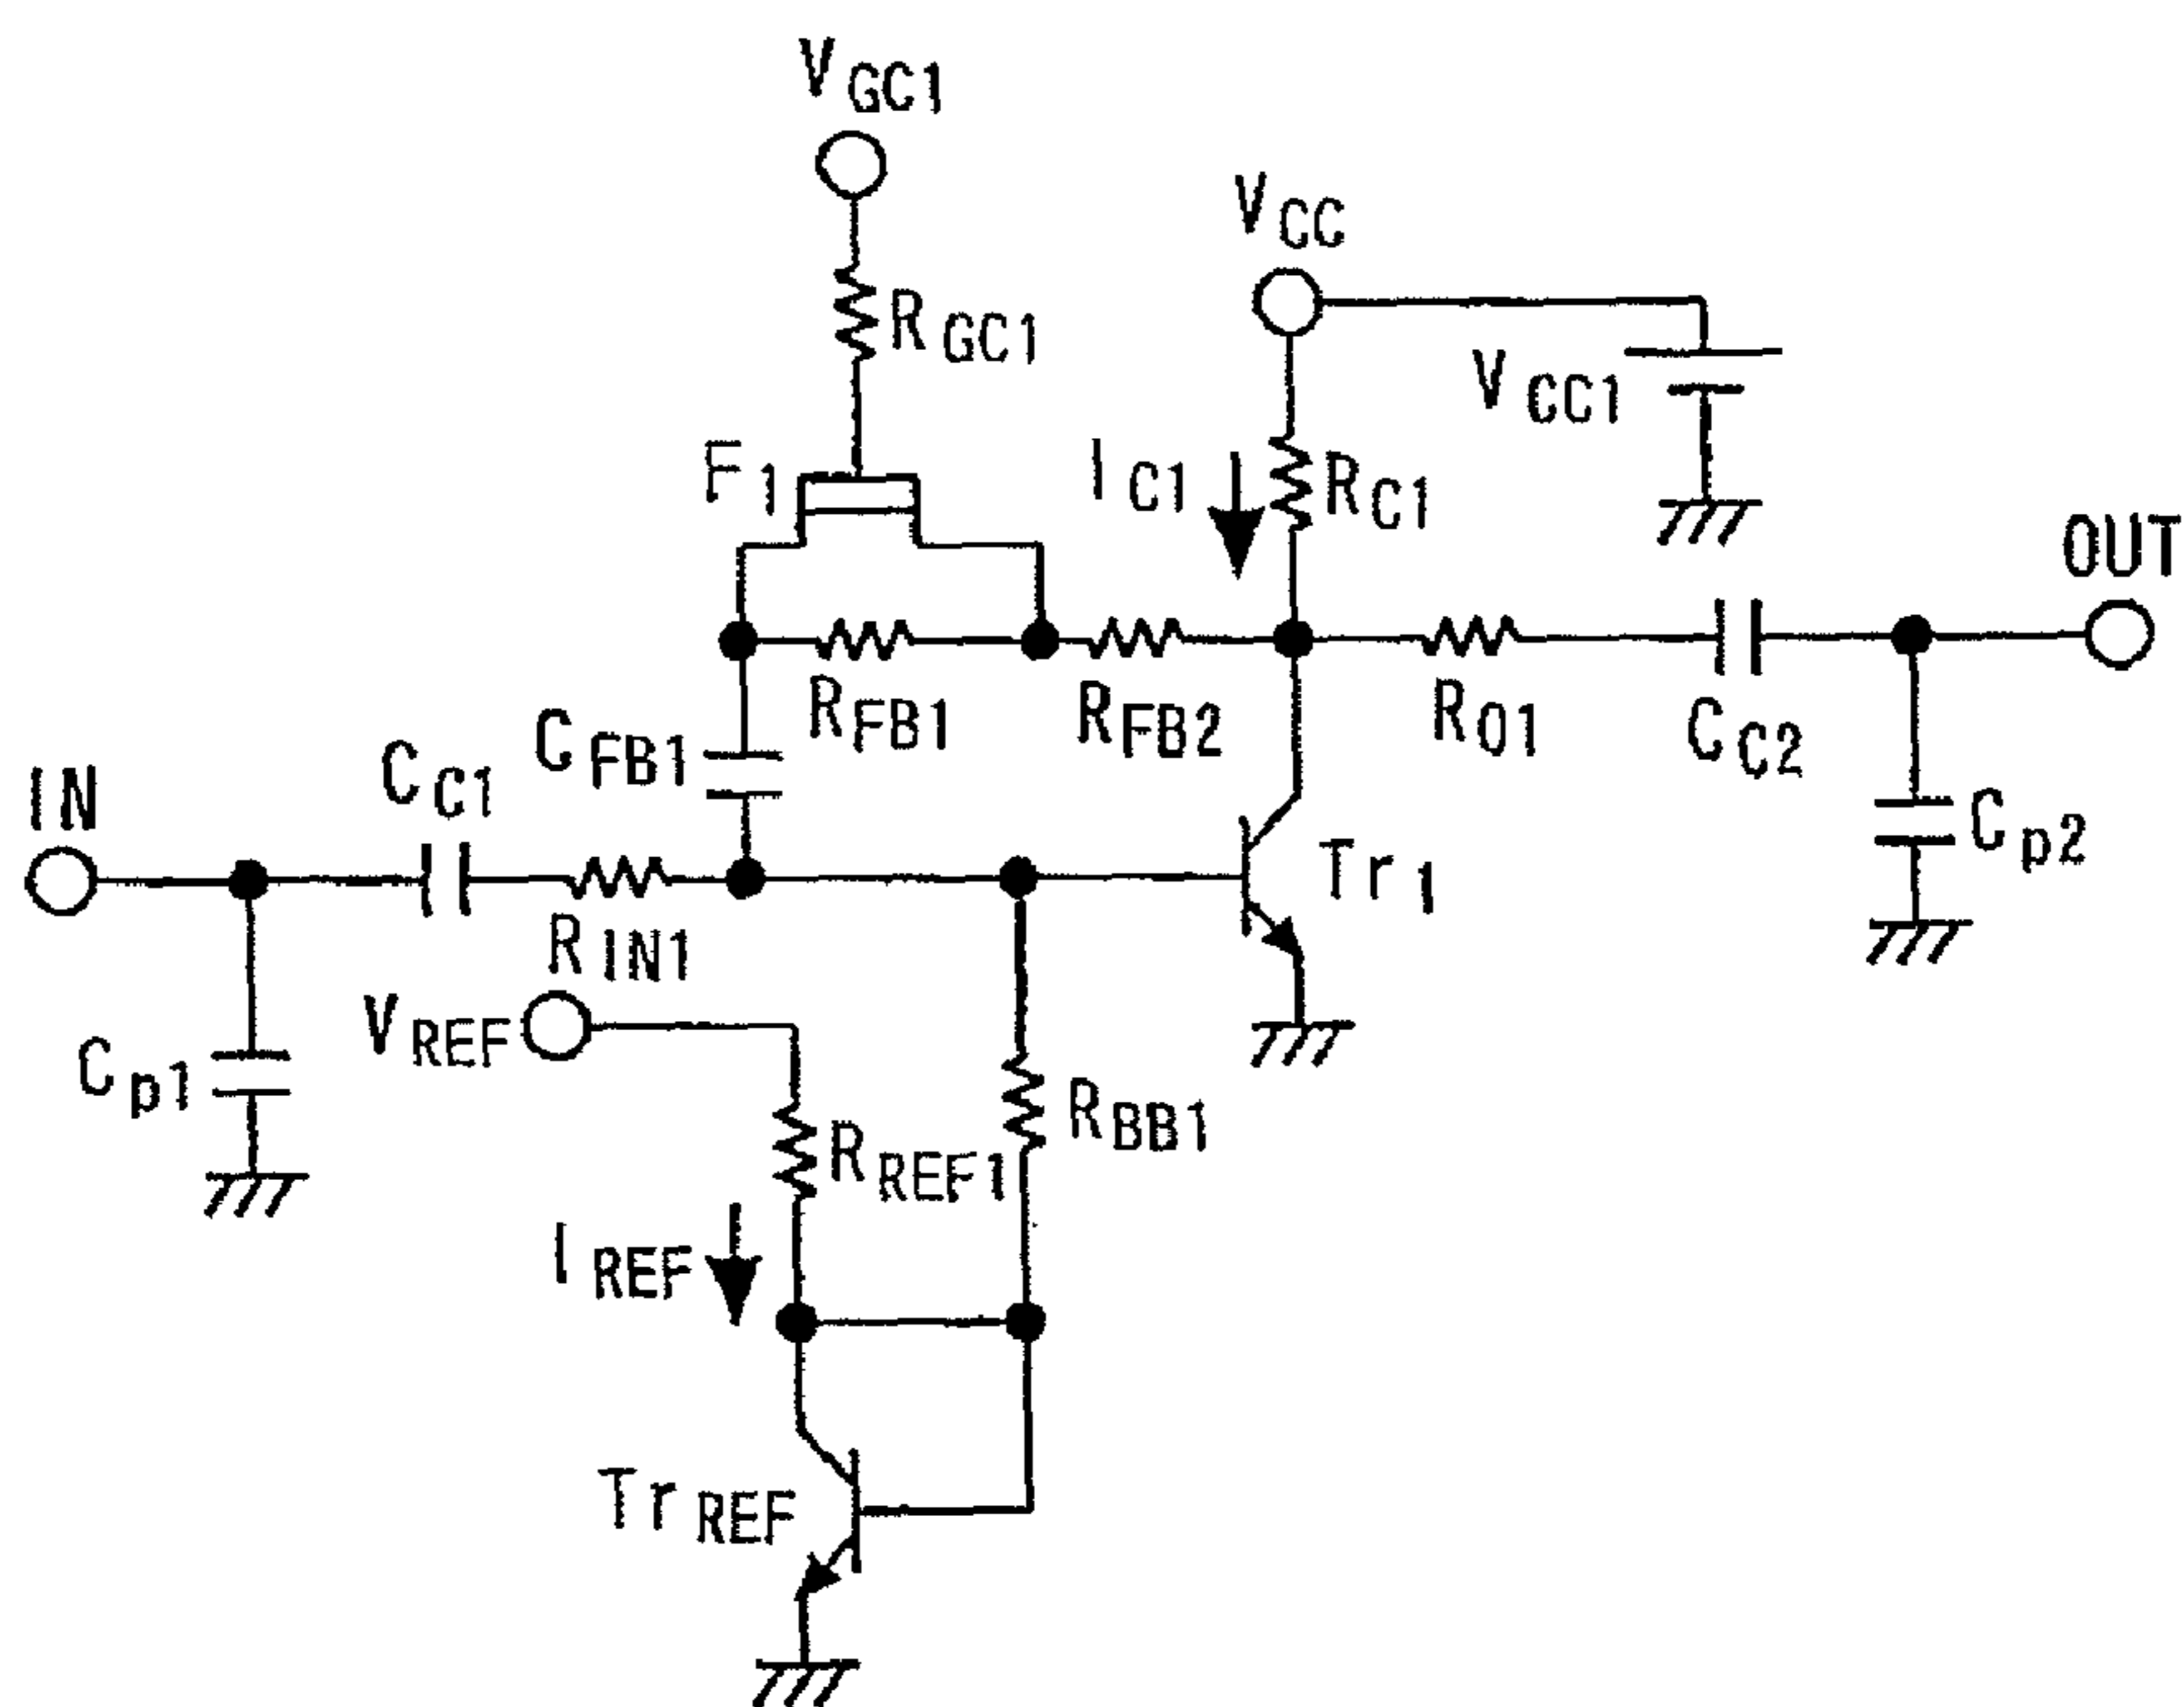 VGC1
VCC
RGC1
VCC1
F1
IC1
RC1
OUT
RFB1
RFB2
RO1
CC2
CFB1
CC1
IN
Cp2
Tr1
RIN1
VREF
Cp1
RBB1
RREF1
IREF
TrREF